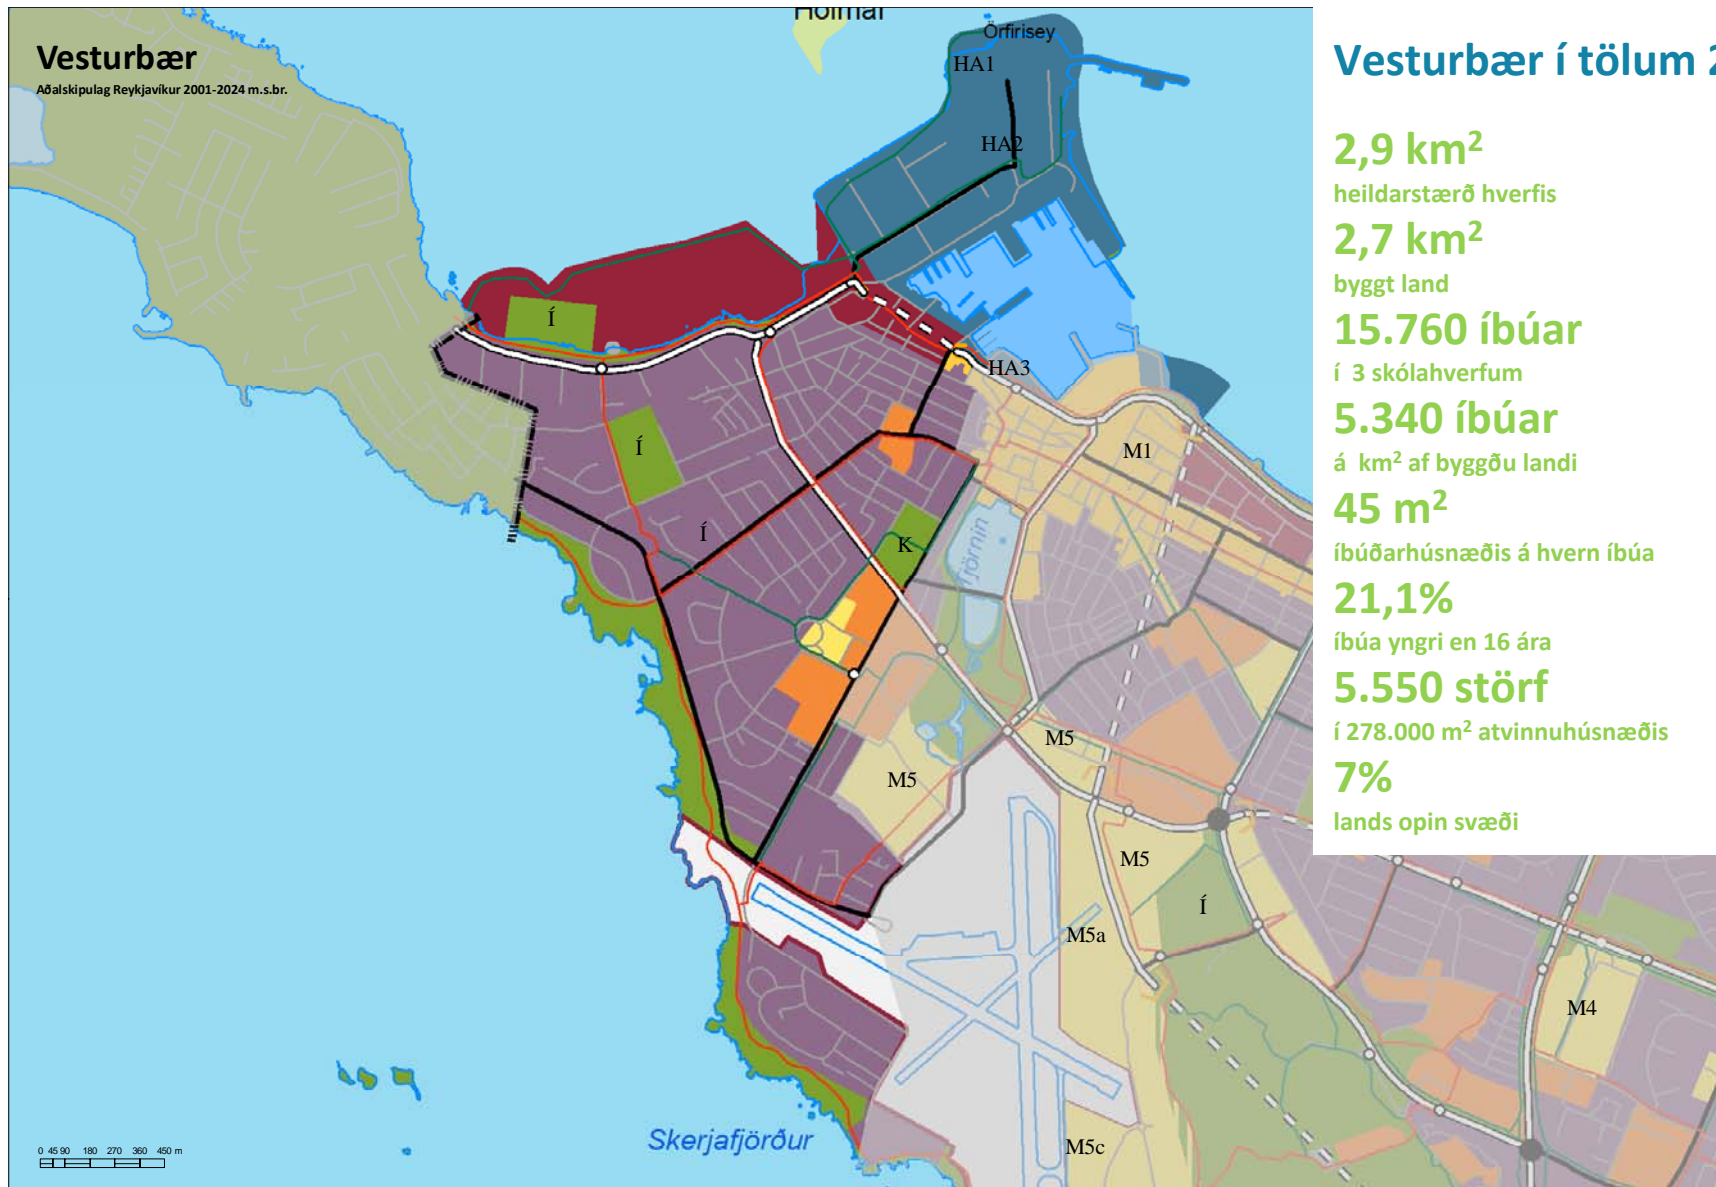 Vesturbær
Aðalskipulag Reykjavíkur 2001-2024 m.s.br.
Hólmar
Örfirisey
HA1
HA2
HA3
Í
Í
Í
K
M1
Tjörnin
M5
M5
M5
Í
M5a
M4
M5c
Skerjafjörður
0 45 90 180 270 360 450 m
Vesturbær í tölum 2
2,9 km²
heildarstærð hverfis
2,7 km²
byggt land
15.760 íbúar
í 3 skólahverfum
5.340 íbúar
á km² af byggðu landi
45 m²
íbúðarhúsnæðis á hvern íbúa
21,1%
íbúa yngri en 16 ára
5.550 störf
í 278.000 m² atvinnuhúsnæðis
7%
lands opin svæði